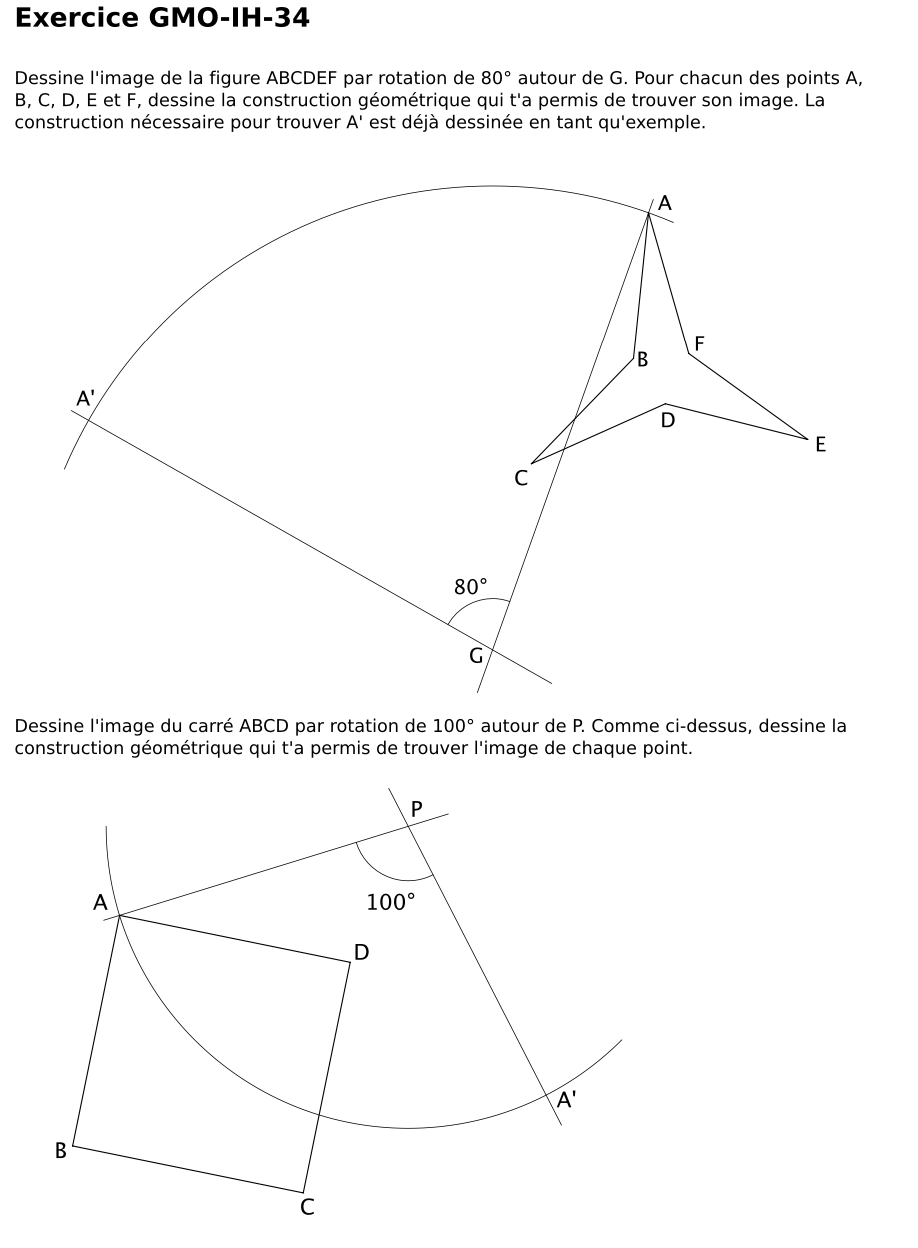 Exercice GMO-IH-34
Dessine l'image de la figure ABCDEF par rotation de 80° autour de G. Pour chacun des points A,
B, C, D, E et F, dessine la construction géométrique qui t'a permis de trouver son image. La
construction nécessaire pour trouver A' est déjà dessinée en tant qu'exemple.
A
F
B
A'
D
E
C
80°
G
Dessine l'image du carré ABCD par rotation de 100° autour de P. Comme ci-dessus, dessine la
construction géométrique qui t'a permis de trouver l'image de chaque point.
P
A
100°
D
A'
B
C